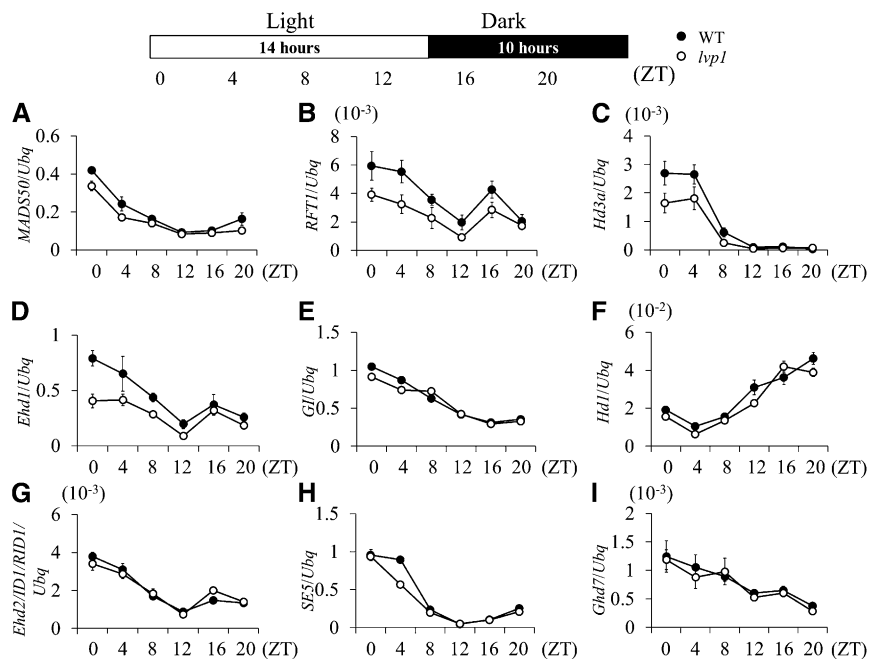 Light Dark
14 hours 10 hours
0 4 8 12 16 20 (ZT)
WT
lvp1
A
MADS50/Ubq
0.6
0.4
0.2
0
0 4 8 12 16 20 (ZT)
B (10-3)
RFT1/Ubq
8
6
4
2
0
0 4 8 12 16 20 (ZT)
C (10-3)
Hd3a/Ubq
4
3
2
1
0
0 4 8 12 16 20 (ZT)
D
Ehd1/Ubq
1
0.5
0
0 4 8 12 16 20 (ZT)
E
GI/Ubq
1.5
1
0.5
0
0 4 8 12 16 20 (ZT)
F (10-2)
Hd1/Ubq
6
4
2
0
0 4 8 12 16 20 (ZT)
G (10-3)
Ehd2/ID1/RID1/
Ubq
6
4
2
0
0 4 8 12 16 20 (ZT)
H
SE5/Ubq
1.5
1
0.5
0
0 4 8 12 16 20 (ZT)
I (10-3)
Ghd7/Ubq
2
1.5
1
0.5
0
0 4 8 12 16 20 (ZT)